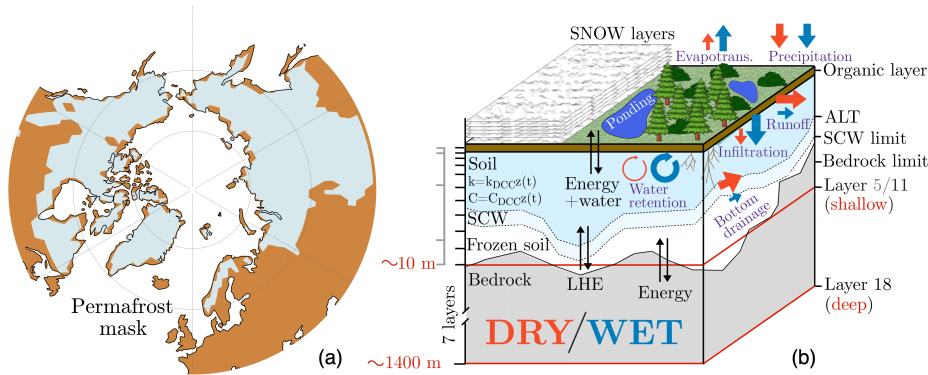 Permafrost
mask
(a)
SNOW layers
Evapotrans.
Precipitation
Organic layer
Ponding
ALT
Runoff
SCW limit
Infiltration
Bedrock limit
Soil
k=k_DCC z(t)
C=C_DCC z(t)
Energy
+water
Water
retention
Layer 5/11
(shallow)
SCW
Bottom
drainage
Frozen soil
∼10 m
Bedrock
LHE
Energy
Layer 18
(deep)
7 layers
DRY/WET
∼1400 m
(b)